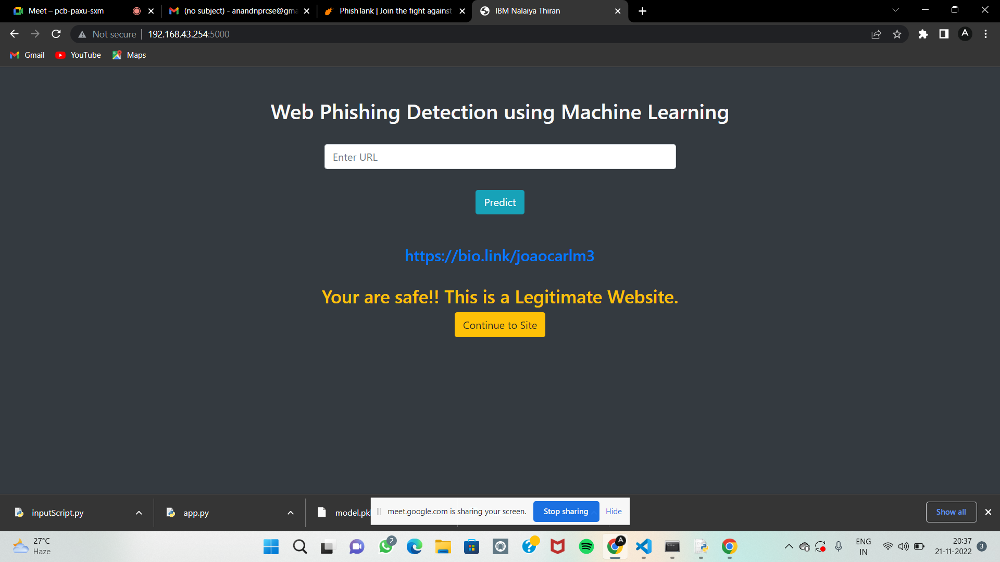 Meet – pcb-paxu-sxm
(no subject) - anandnprcse@gma
PhishTank | Join the fight against
IBM Nalaiya Thiran
Not secure
192.168.43.254:5000
A
Gmail
YouTube
Maps
Web Phishing Detection using Machine Learning
Enter URL
Predict
https://bio.link/joaocarlm3
Your are safe!! This is a Legitimate Website.
Continue to Site
inputScript.py
app.py
model.pk
meet.google.com is sharing your screen.
Stop sharing
Hide
Show all
27°C
Haze
2
A
ENG
IN
20:37
21-11-2022
3